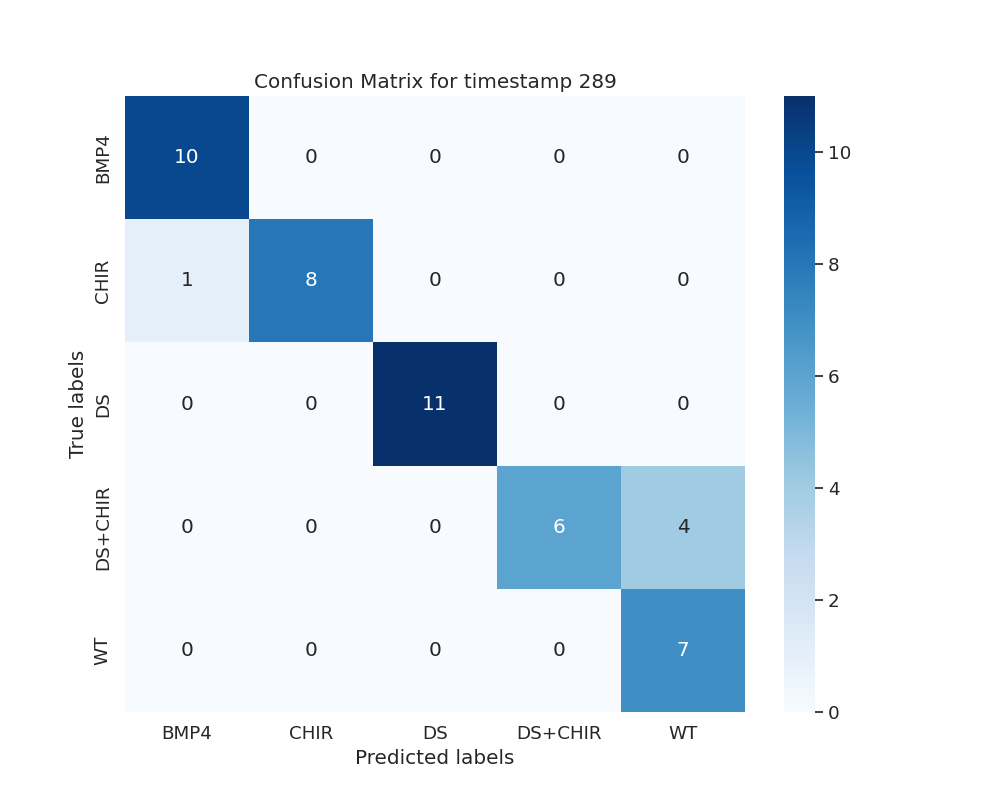 Confusion Matrix for timestamp 289
True labels
BMP4 10 0 0 0 0
CHIR 1 8 0 0 0
DS 0 0 11 0 0
DS+CHIR 0 0 0 6 4
WT 0 0 0 0 7
BMP4 CHIR DS DS+CHIR WT
Predicted labels
10
8
6
4
2
0